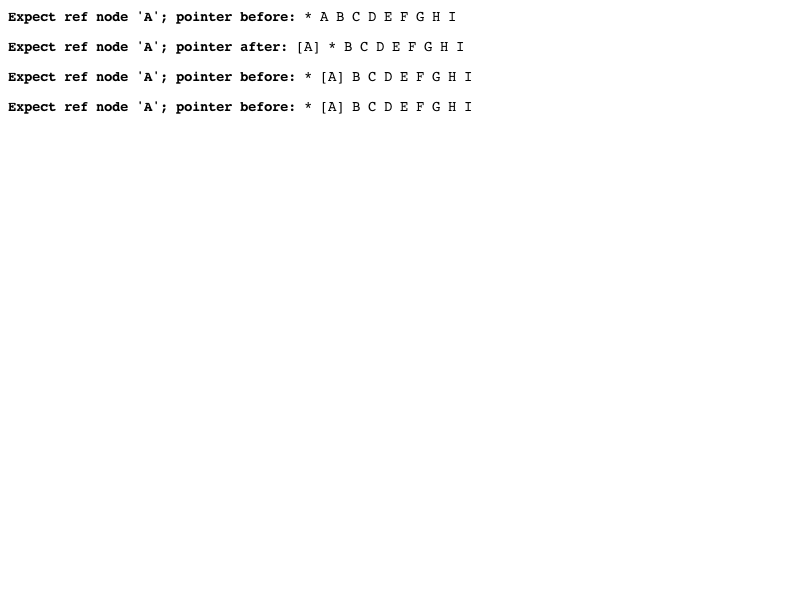 Expect ref node 'A'; pointer before: * A B C D E F G H I
Expect ref node 'A'; pointer after: [A] * B C D E F G H I
Expect ref node 'A'; pointer before: * [A] B C D E F G H I
Expect ref node 'A'; pointer before: * [A] B C D E F G H I